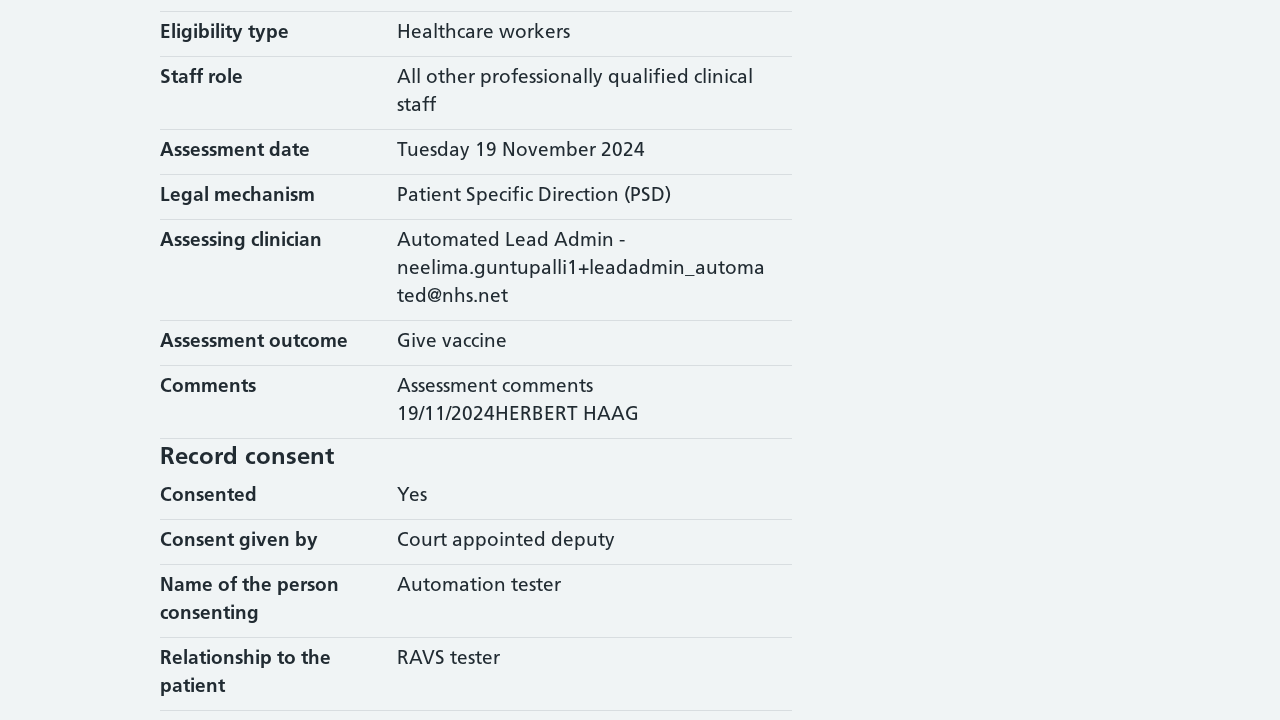 Eligibility type
Healthcare workers
Staff role
All other professionally qualified clinical
staff
Assessment date
Tuesday 19 November 2024
Legal mechanism
Patient Specific Direction (PSD)
Assessing clinician
Automated Lead Admin -
neelima.guntupalli1+leadadmin_automa
ted@nhs.net
Assessment outcome
Give vaccine
Comments
Assessment comments
19/11/2024HERBERT HAAG
Record consent
Consented
Yes
Consent given by
Court appointed deputy
Name of the person
consenting
Automation tester
Relationship to the
patient
RAVS tester